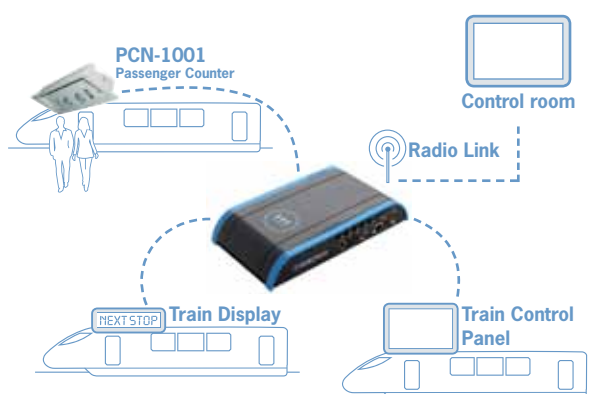 PCN-1001
Passenger Counter
Control room
Radio Link
NEXT STOP
Train Display
Train Control
Panel